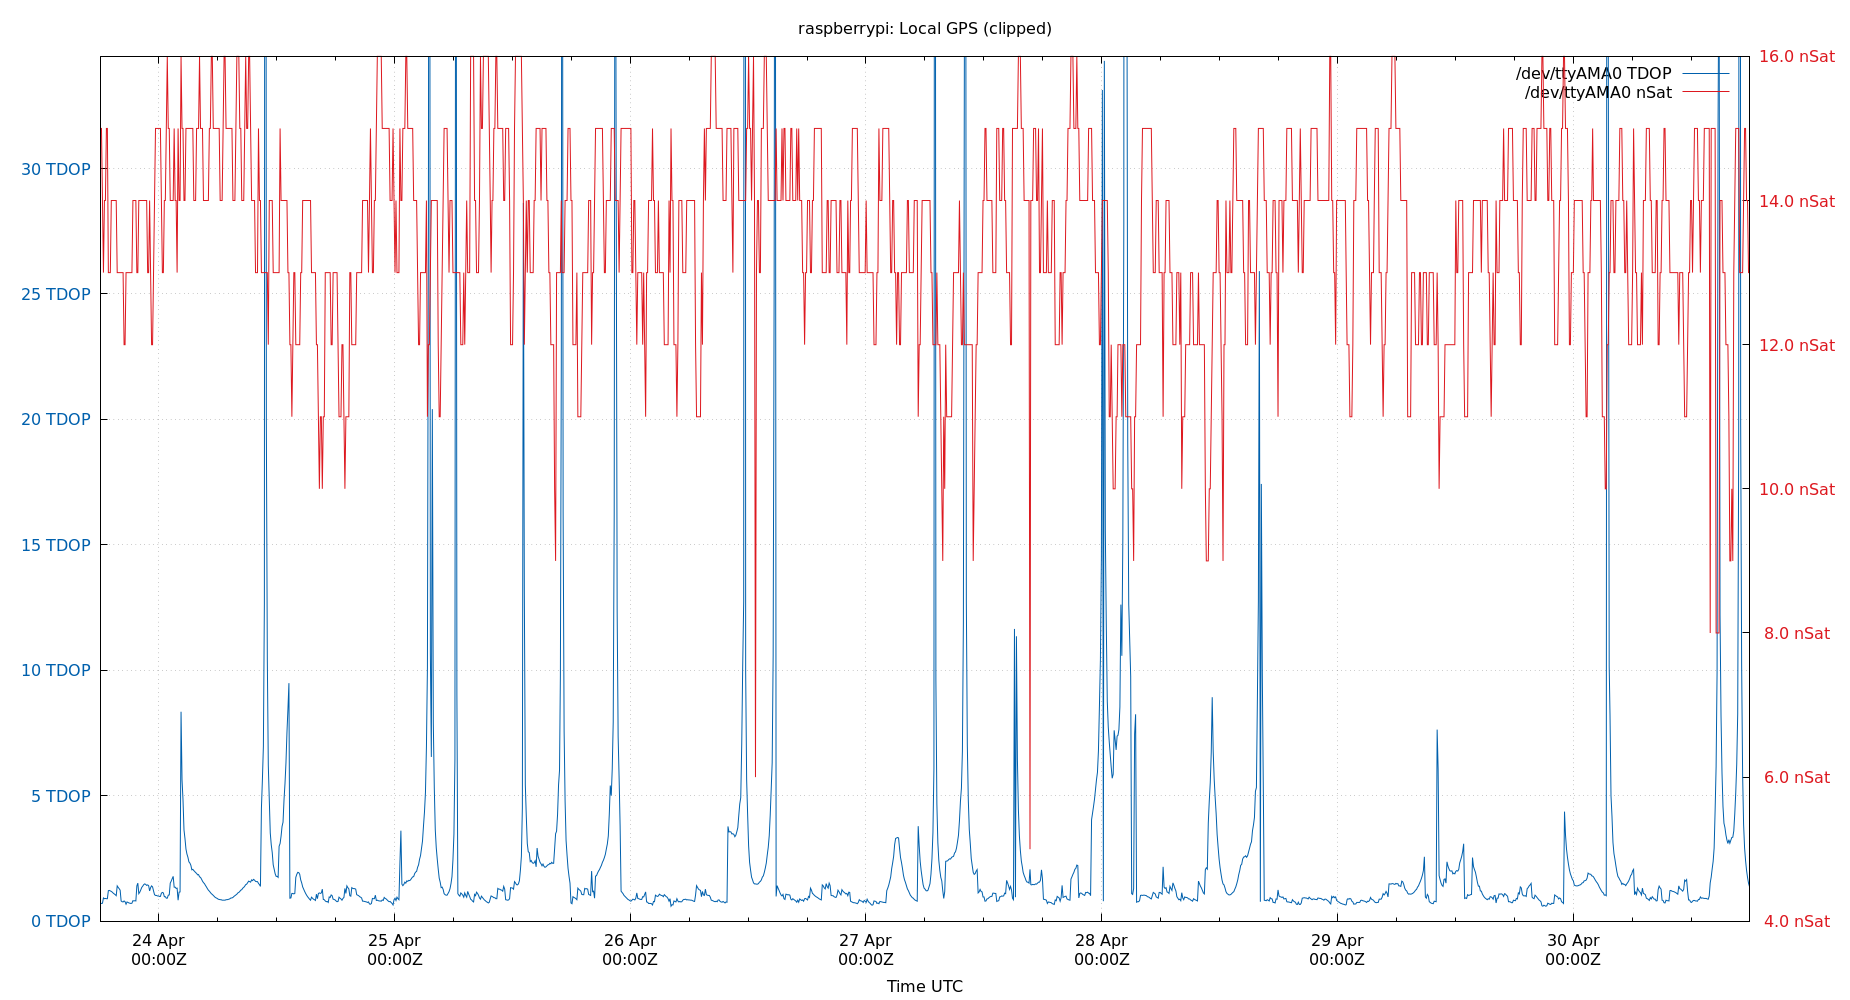 raspberrypi: Local GPS (clipped)
/dev/ttyAMA0 TDOP
/dev/ttyAMA0 nSat
30 TDOP
25 TDOP
20 TDOP
15 TDOP
10 TDOP
5 TDOP
0 TDOP
16.0 nSat
14.0 nSat
12.0 nSat
10.0 nSat
8.0 nSat
6.0 nSat
4.0 nSat
24 Apr
00:00Z
25 Apr
00:00Z
26 Apr
00:00Z
27 Apr
00:00Z
28 Apr
00:00Z
29 Apr
00:00Z
30 Apr
00:00Z
Time UTC